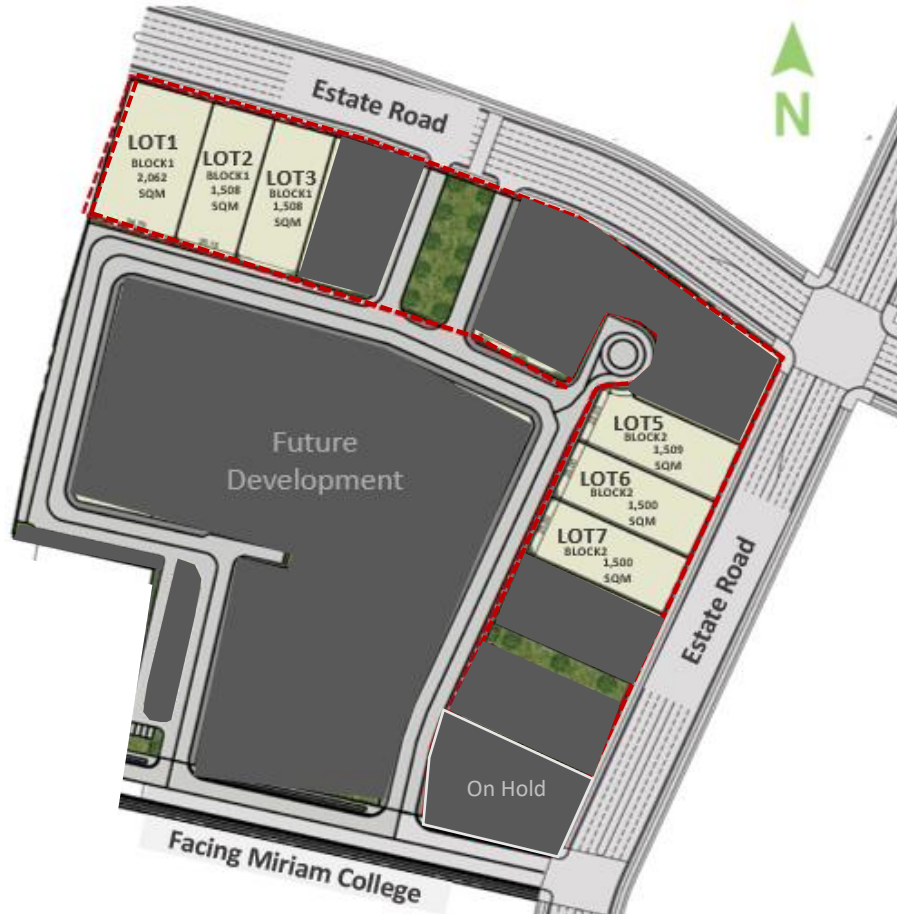 N
Estate Road
LOT1
BLOCK1
2,062
SQM
LOT2
BLOCK1
1,508
SQM
LOT3
BLOCK1
1,508
SQM
Future
Development
LOT5
BLOCK2
1,509
SQM
LOT6
BLOCK2
1,500
SQM
LOT7
BLOCK2
1,500
SQM
Estate Road
On Hold
Facing Miriam College